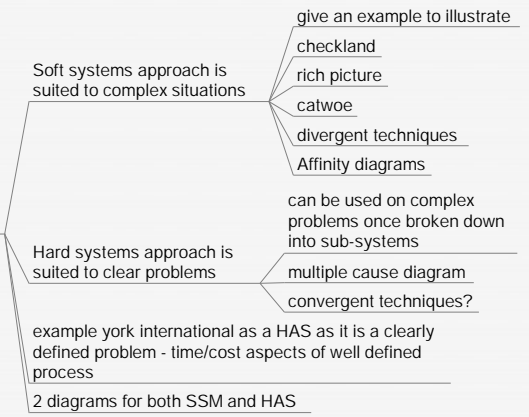 Soft systems approach is
suited to complex situations
give an example to illustrate
checkland
rich picture
catwoe
divergent techniques
Affinity diagrams
Hard systems approach is
suited to clear problems
can be used on complex
problems once broken down
into sub-systems
multiple cause diagram
convergent techniques?
example york international as a HAS as it is a clearly
defined problem - time/cost aspects of well defined
process
2 diagrams for both SSM and HAS